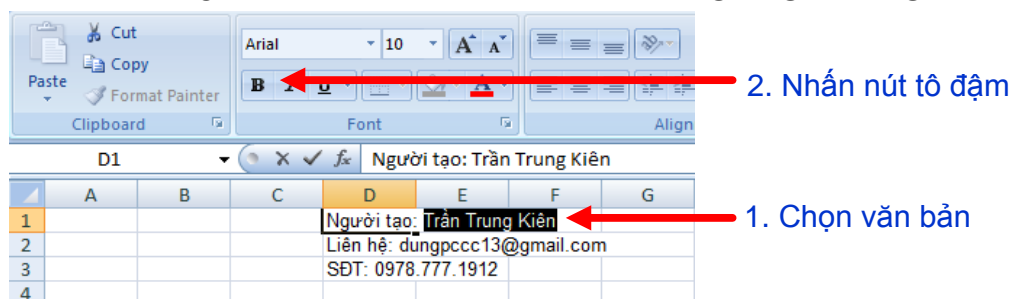 Cut
Copy
Format Painter
Paste
Clipboard
Arial 10 A A
B I U A
Font
Align
2. Nhấn nút tô đậm
D1 fx Người tạo: Trần Trung Kiên
A B C D E F G
1 Người tạo: Trần Trung Kiên
2 Liên hệ: dungpccc13@gmail.com
3 SĐT: 0978.777.1912
4
1. Chọn văn bản